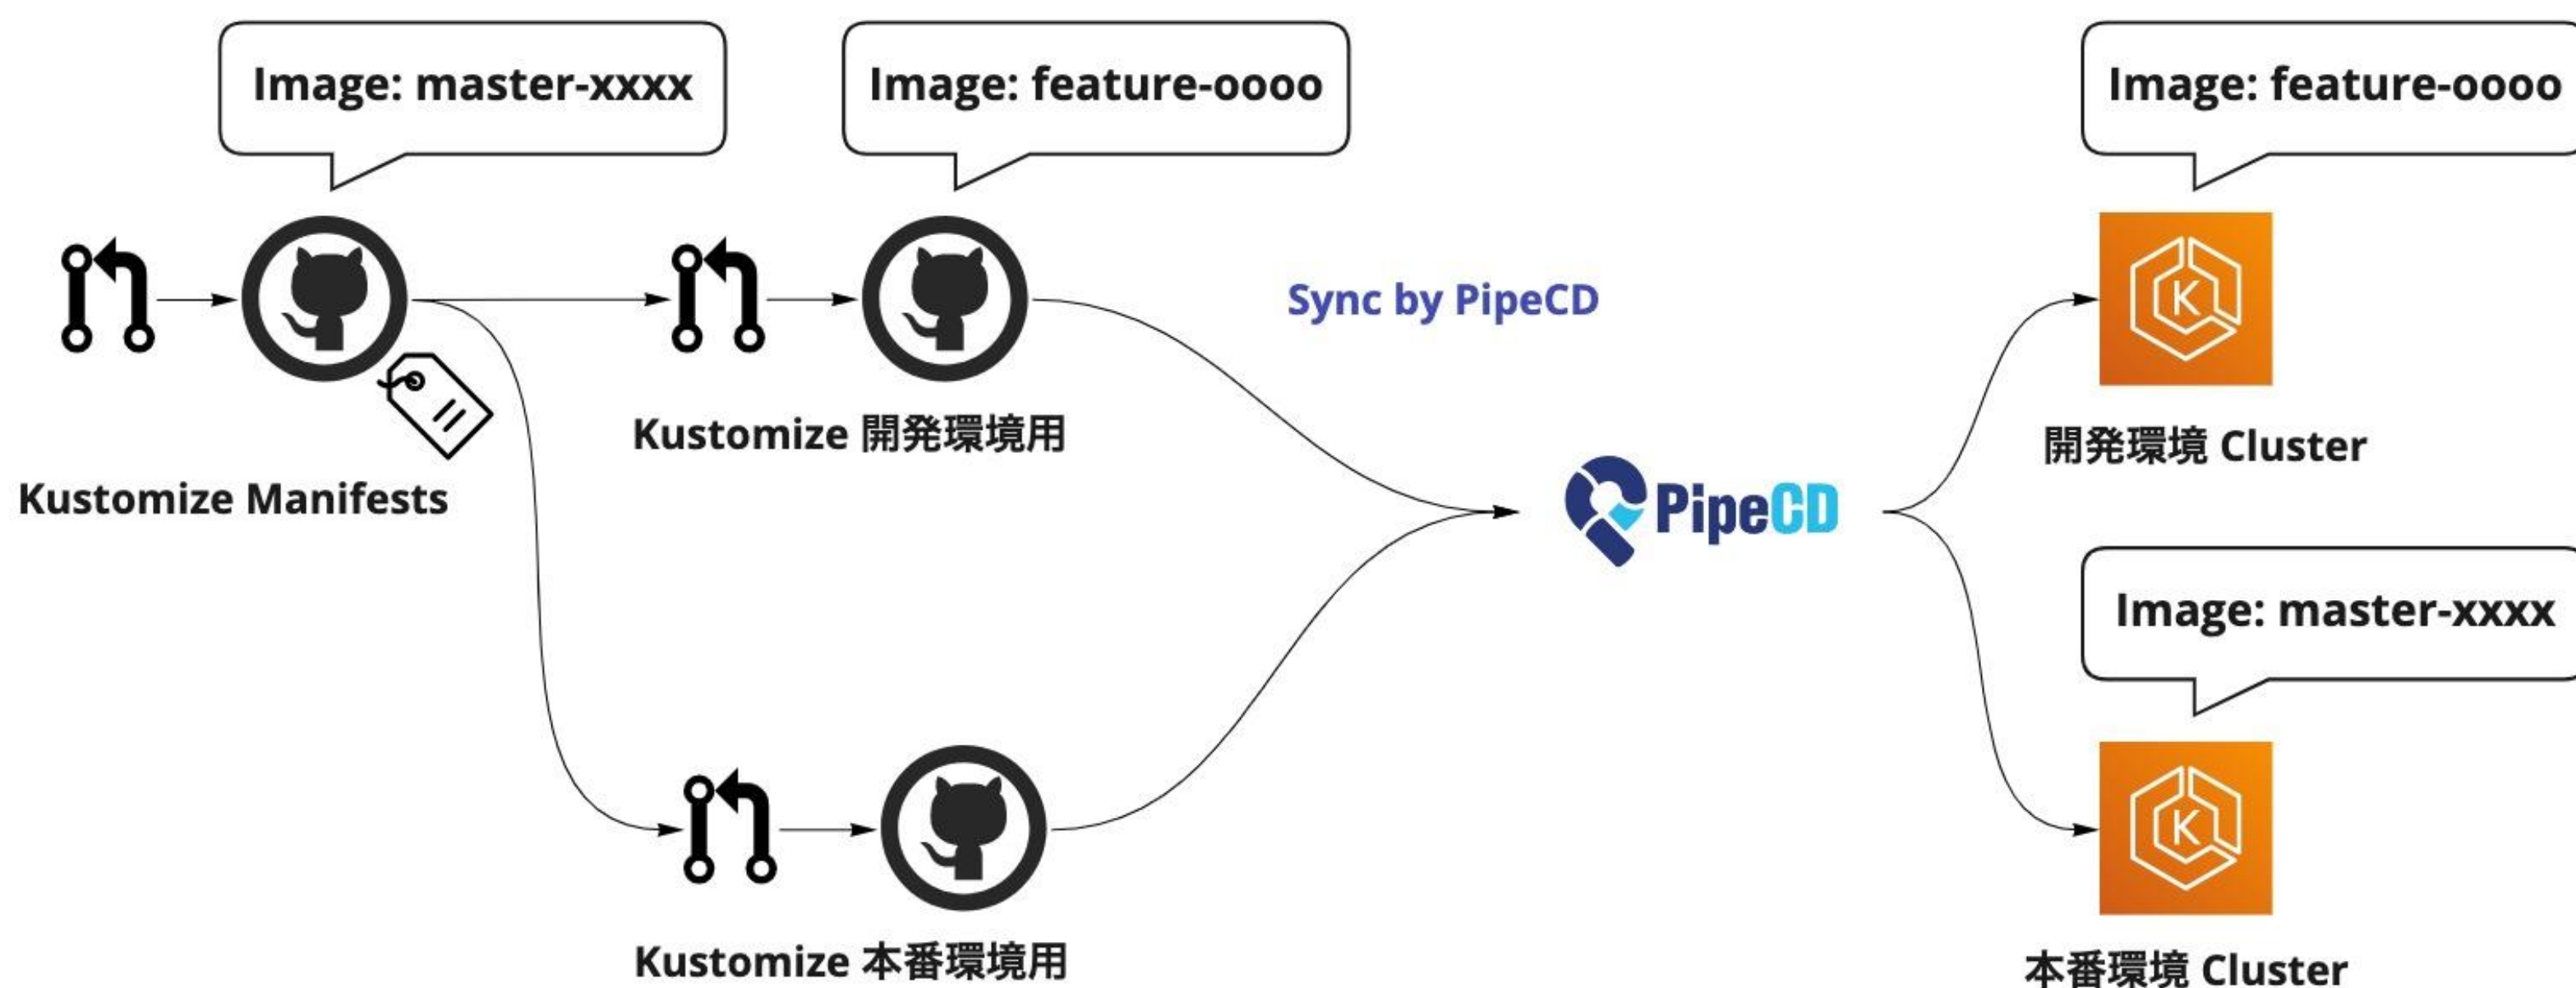 Image: master-xxxx
Image: feature-oooo
Image: feature-oooo
Sync by PipeCD
Kustomize 開発環境用
開発環境 Cluster
Kustomize Manifests
PipeCD
K
Image: master-xxxx
K
Kustomize 本番環境用
本番環境 Cluster